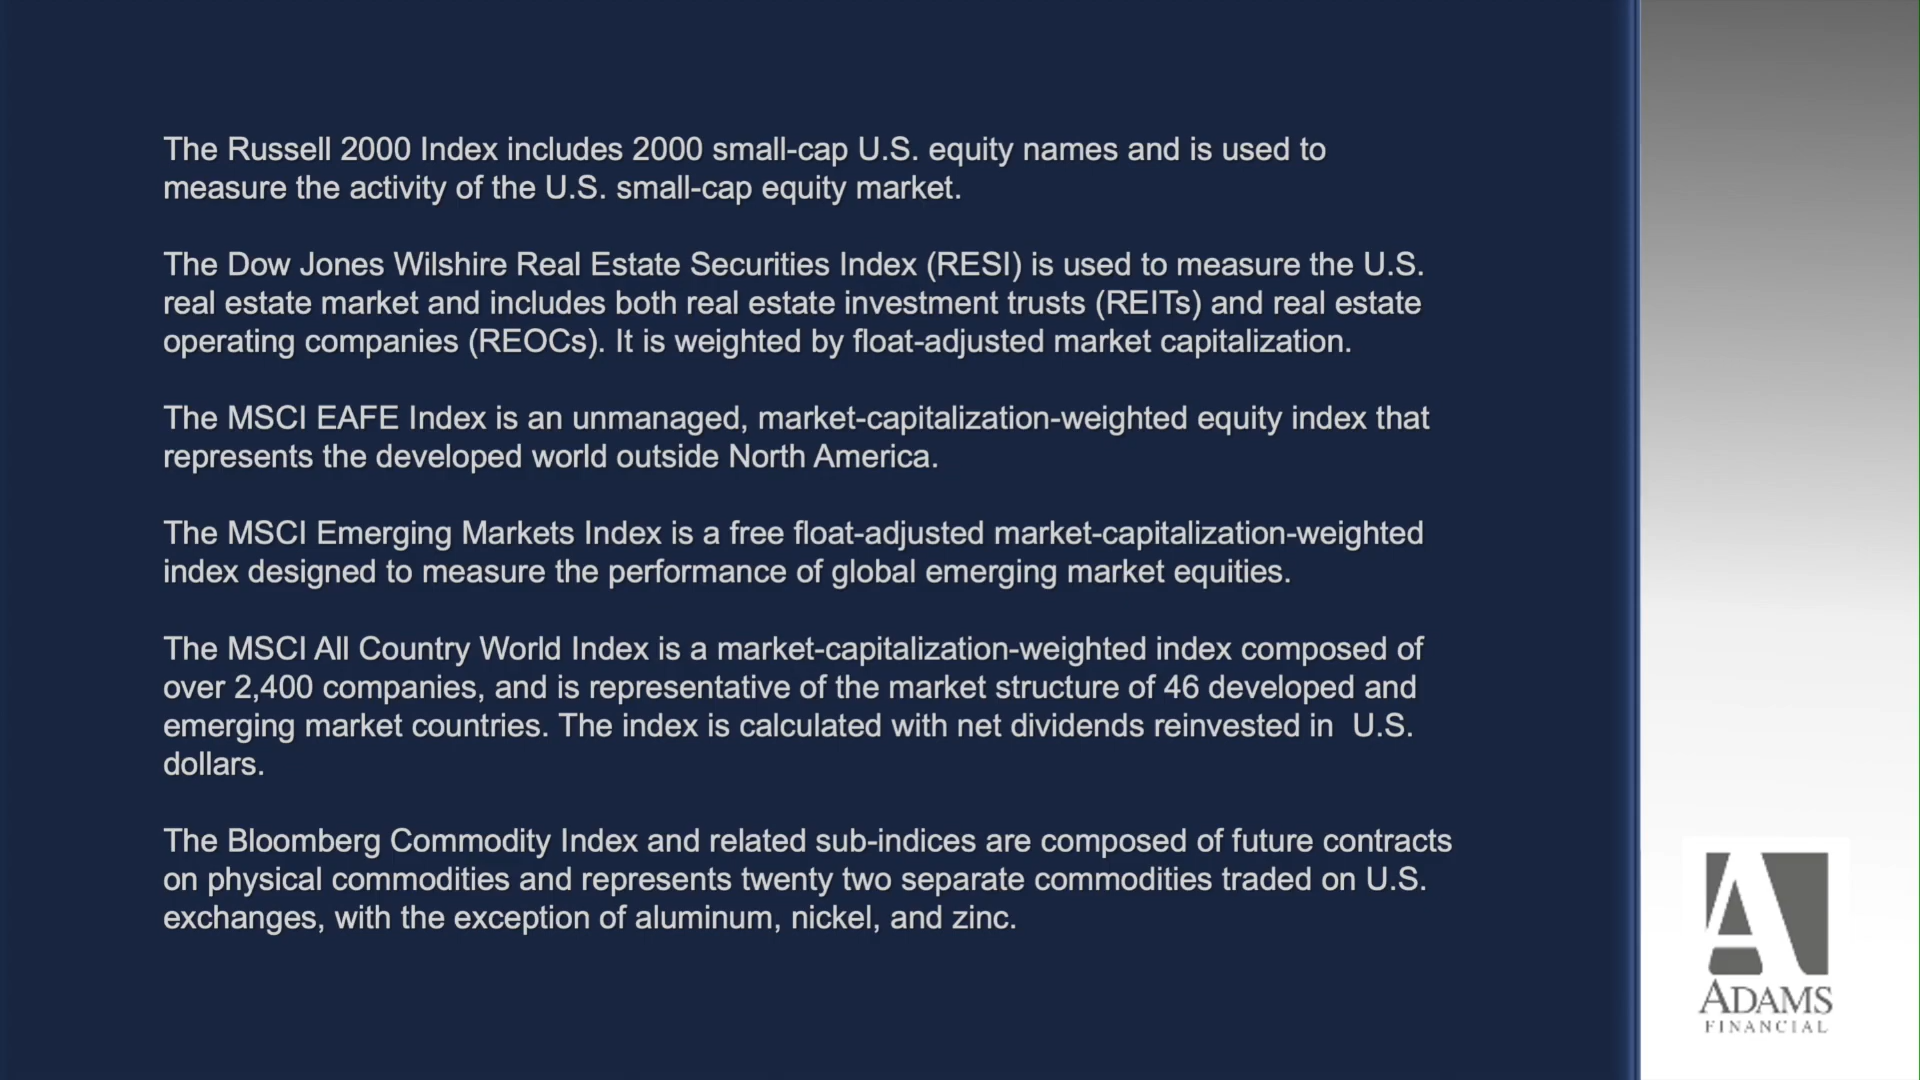 The Russell 2000 Index includes 2000 small-cap U.S. equity names and is used to
measure the activity of the U.S. small-cap equity market.
The Dow Jones Wilshire Real Estate Securities Index (RESI) is used to measure the U.S.
real estate market and includes both real estate investment trusts (REITs) and real estate
operating companies (REOCs). It is weighted by float-adjusted market capitalization.
The MSCI EAFE Index is an unmanaged, market-capitalization-weighted equity index that
represents the developed world outside North America.
The MSCI Emerging Markets Index is a free float-adjusted market-capitalization-weighted
index designed to measure the performance of global emerging market equities.
The MSCI All Country World Index is a market-capitalization-weighted index composed of
over 2,400 companies, and is representative of the market structure of 46 developed and
emerging market countries. The index is calculated with net dividends reinvested in  U.S.
dollars.
The Bloomberg Commodity Index and related sub-indices are composed of future contracts
on physical commodities and represents twenty two separate commodities traded on U.S.
exchanges, with the exception of aluminum, nickel, and zinc.
A
ADAMS
FINANCIAL